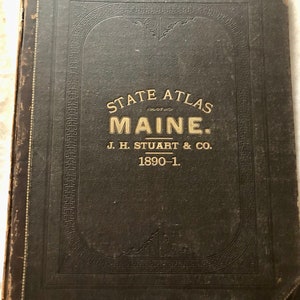 STATE ATLAS
MAINE.
J. H. STUART & CO.
1890-1.